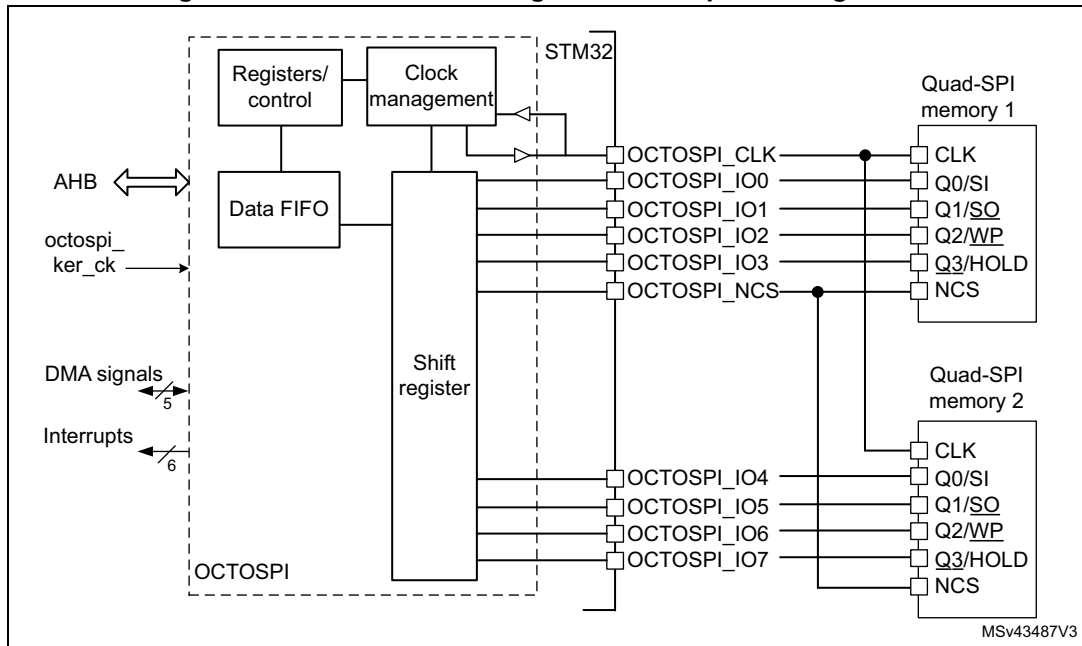 STM32
Registers/
control
Clock
management
Quad-SPI
memory 1
AHB
Data FIFO
octospi_
ker_ck
OCTOSPI_CLK
OCTOSPI_IO0
OCTOSPI_IO1
OCTOSPI_IO2
OCTOSPI_IO3
OCTOSPI_NCS
CLK
Q0/SI
Q1/SO
Q2/WP
Q3/HOLD
NCS
DMA signals
5
Interrupts
6
Shift
register
Quad-SPI
memory 2
OCTOSPI_IO4
OCTOSPI_IO5
OCTOSPI_IO6
OCTOSPI_IO7
CLK
Q0/SI
Q1/SO
Q2/WP
Q3/HOLD
NCS
OCTOSPI
MSv43487V3